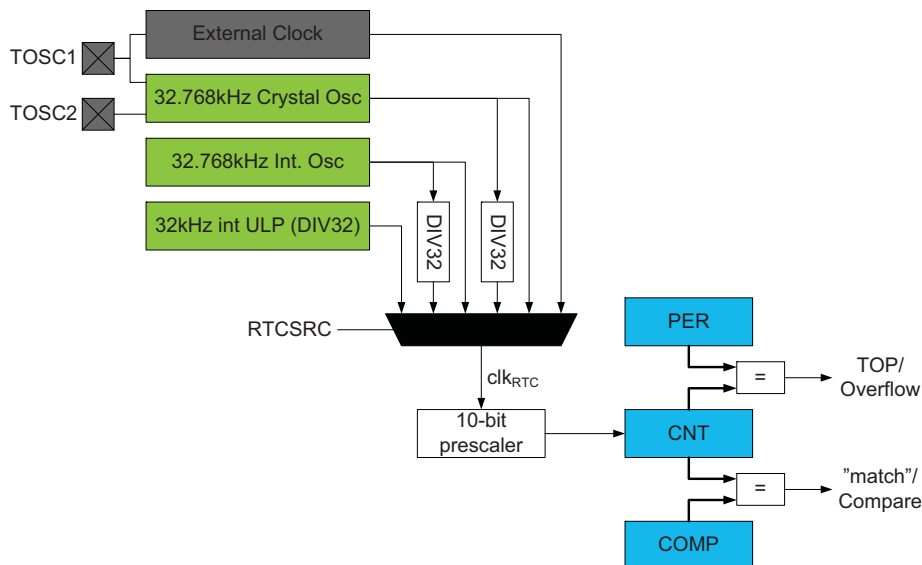 External Clock
TOSC1
32.768kHz Crystal Osc
TOSC2
32.768kHz Int. Osc
32kHz int ULP (DIV32)
DIV32
DIV32
RTCSRC
PER
TOP/
Overflow
=
clkRTC
10-bit
prescaler
CNT
=
"match"/
Compare
COMP